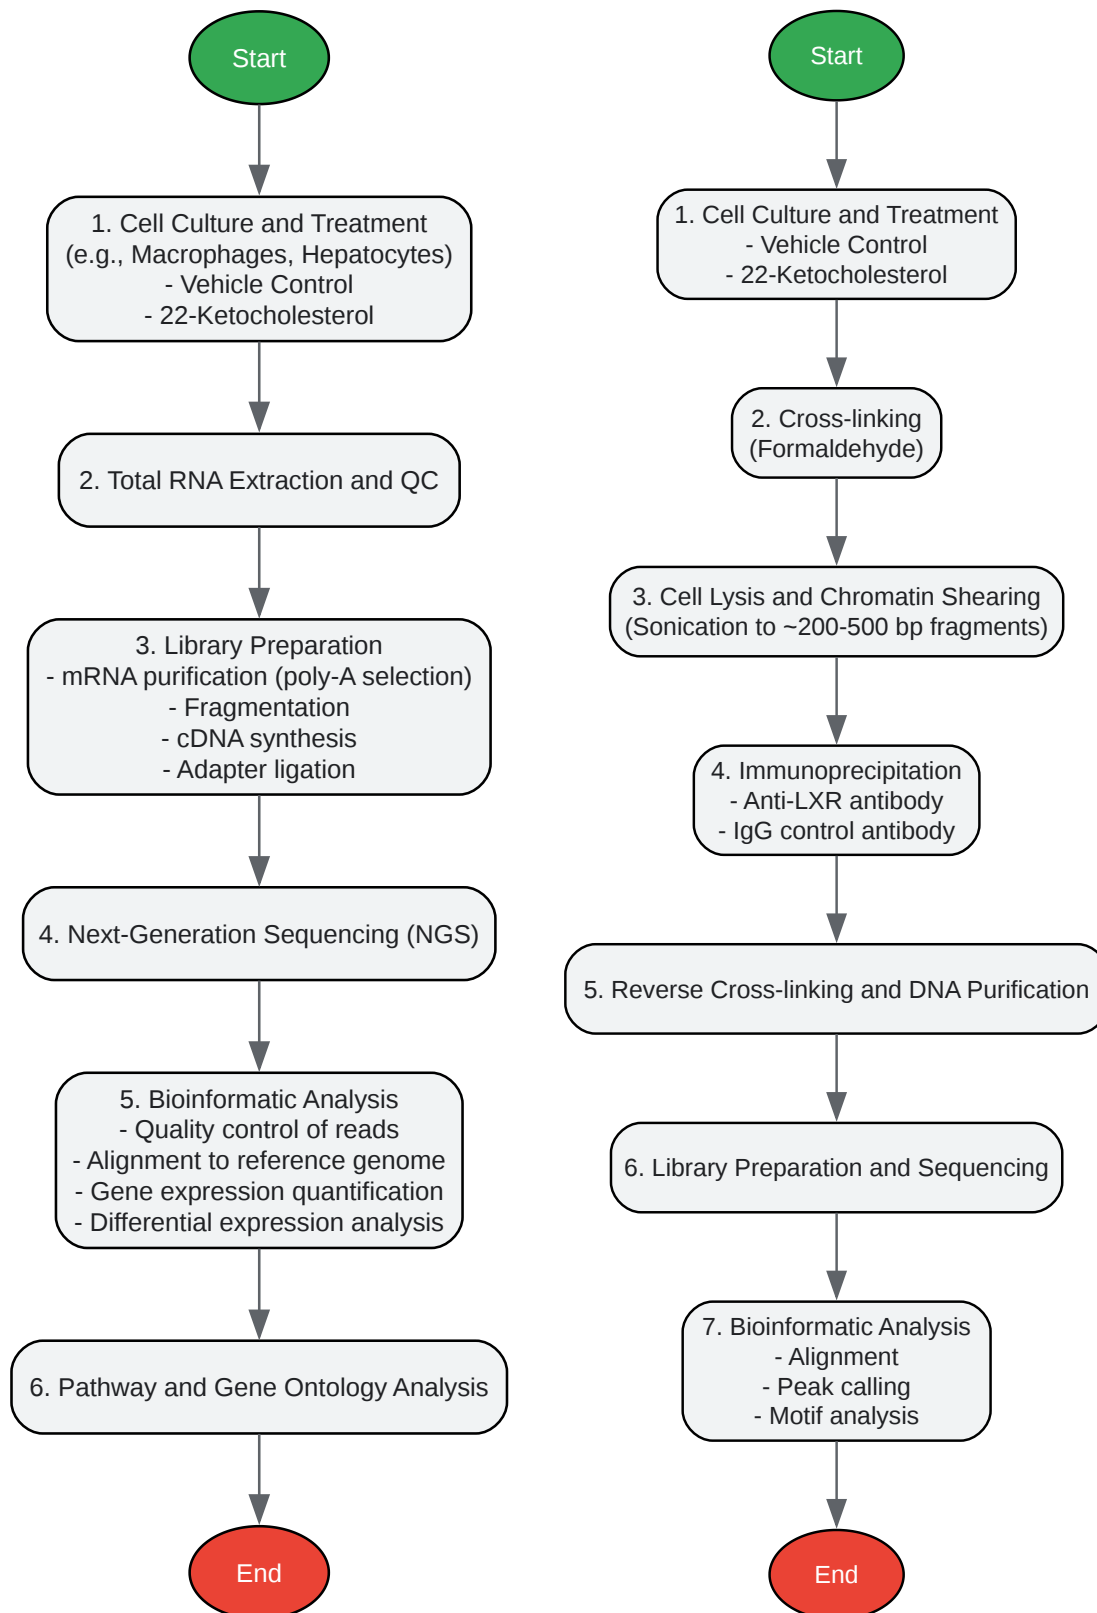 Start
1. Cell Culture and Treatment
(e.g., Macrophages, Hepatocytes)
- Vehicle Control
- 22-Ketocholesterol
2. Total RNA Extraction and QC
3. Library Preparation
- mRNA purification (poly-A selection)
- Fragmentation
- cDNA synthesis
- Adapter ligation
4. Next-Generation Sequencing (NGS)
5. Bioinformatic Analysis
- Quality control of reads
- Alignment to reference genome
- Gene expression quantification
- Differential expression analysis
6. Pathway and Gene Ontology Analysis
End
Start
1. Cell Culture and Treatment
- Vehicle Control
- 22-Ketocholesterol
2. Cross-linking
(Formaldehyde)
3. Cell Lysis and Chromatin Shearing
(Sonication to ~200-500 bp fragments)
4. Immunoprecipitation
- Anti-LXR antibody
- IgG control antibody
5. Reverse Cross-linking and DNA Purification
6. Library Preparation and Sequencing
7. Bioinformatic Analysis
- Alignment
- Peak calling
- Motif analysis
End